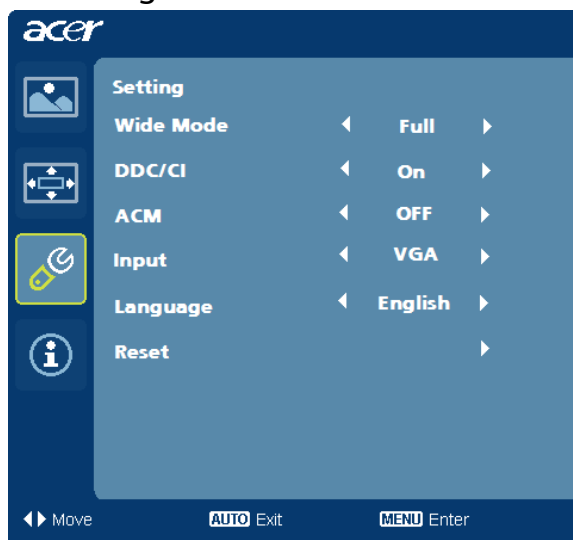 acer
Setting
Wide Mode Full
DDC/CI On
ACM OFF
Input VGA
Language English
Reset
Move AUTO Exit MENU Enter